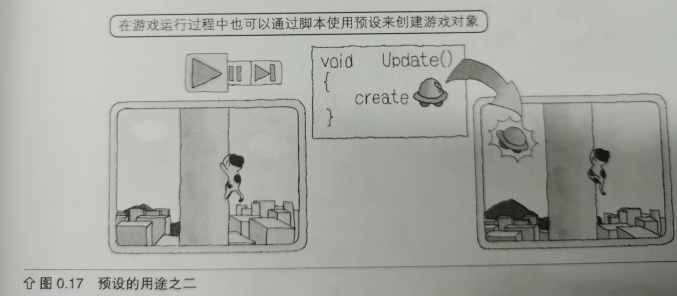 在游戏运行过程中也可以通过脚本使用预设来创建游戏对象
void Update()
{
create
}
图 0.17 预设的用途之二